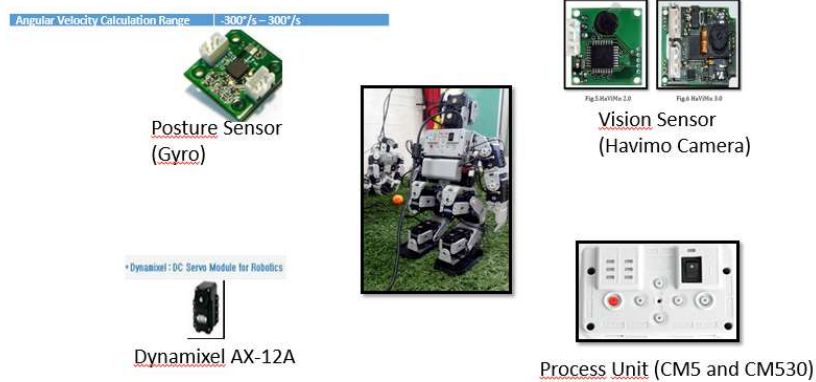 Angular Velocity Calculation Range -300°/s – 300°/s
Posture Sensor
(Gyro)
Fig.5:HaViMo 2.0
Fig.6 HaViMo 3.0
Vision Sensor
(Havimo Camera)
• Dynamixel : DC Servo Module for Robotics
Dynamixel AX-12A
Process Unit (CM5 and CM530)